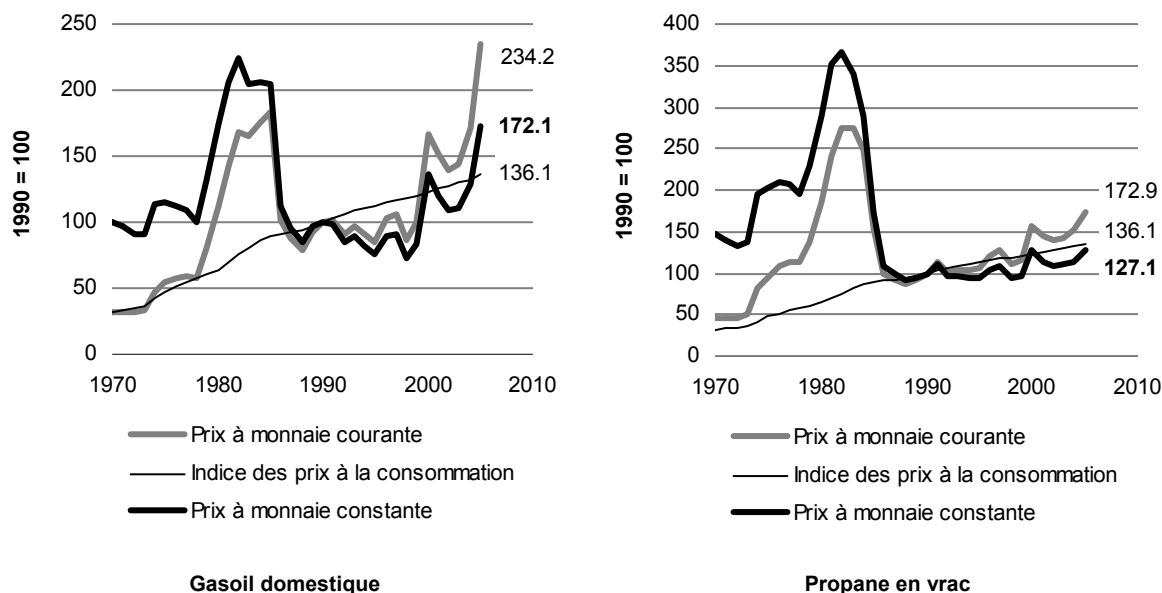 250
200
150
100
50
0
1990 = 100
234.2
172.1
136.1
1970 1980 1990 2000 2010
Prix à monnaie courante
Indice des prix à la consommation
Prix à monnaie constante
Gasoil domestique
400
350
300
250
200
150
100
50
0
1990 = 100
172.9
136.1
127.1
1970 1980 1990 2000 2010
Prix à monnaie courante
Indice des prix à la consommation
Prix à monnaie constante
Propane en vrac